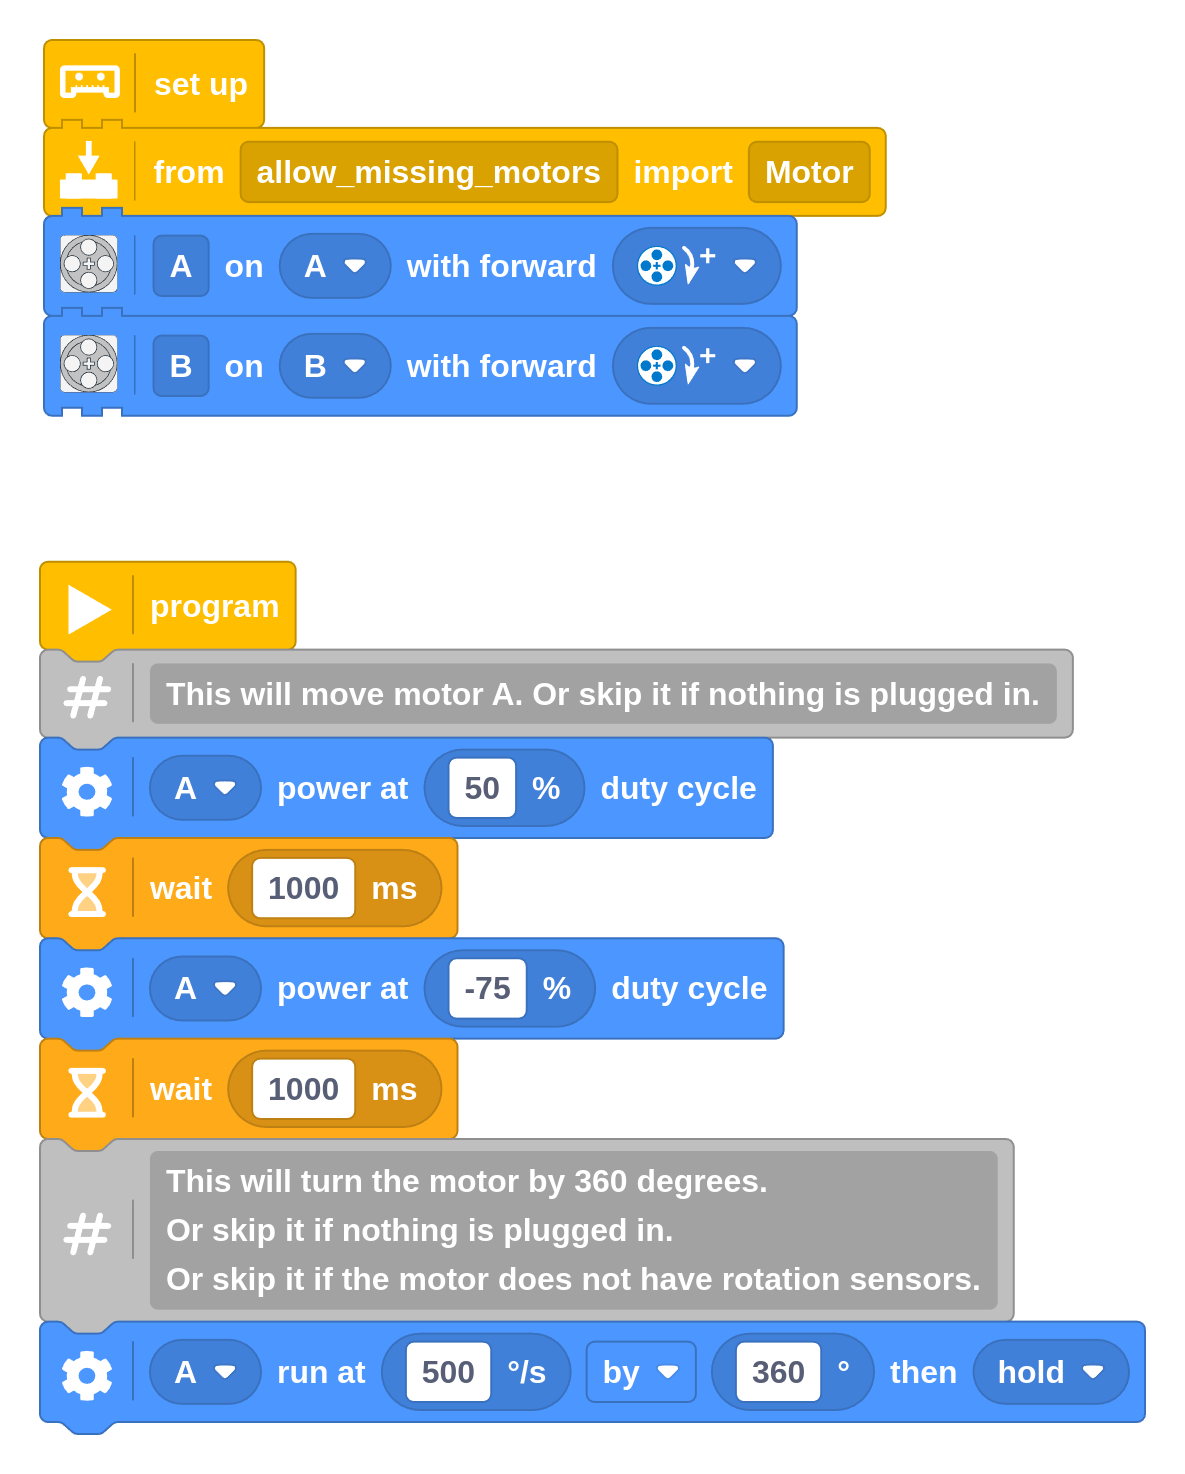 set up
from allow_missing_motors import Motor
A on A with forward +
B on B with forward +
program
# This will move motor A. Or skip it if nothing is plugged in.
A power at 50 % duty cycle
wait 1000 ms
A power at -75 % duty cycle
wait 1000 ms
This will turn the motor by 360 degrees.
# Or skip it if nothing is plugged in.
Or skip it if the motor does not have rotation sensors.
A run at 500 °/s by 360 ° then hold